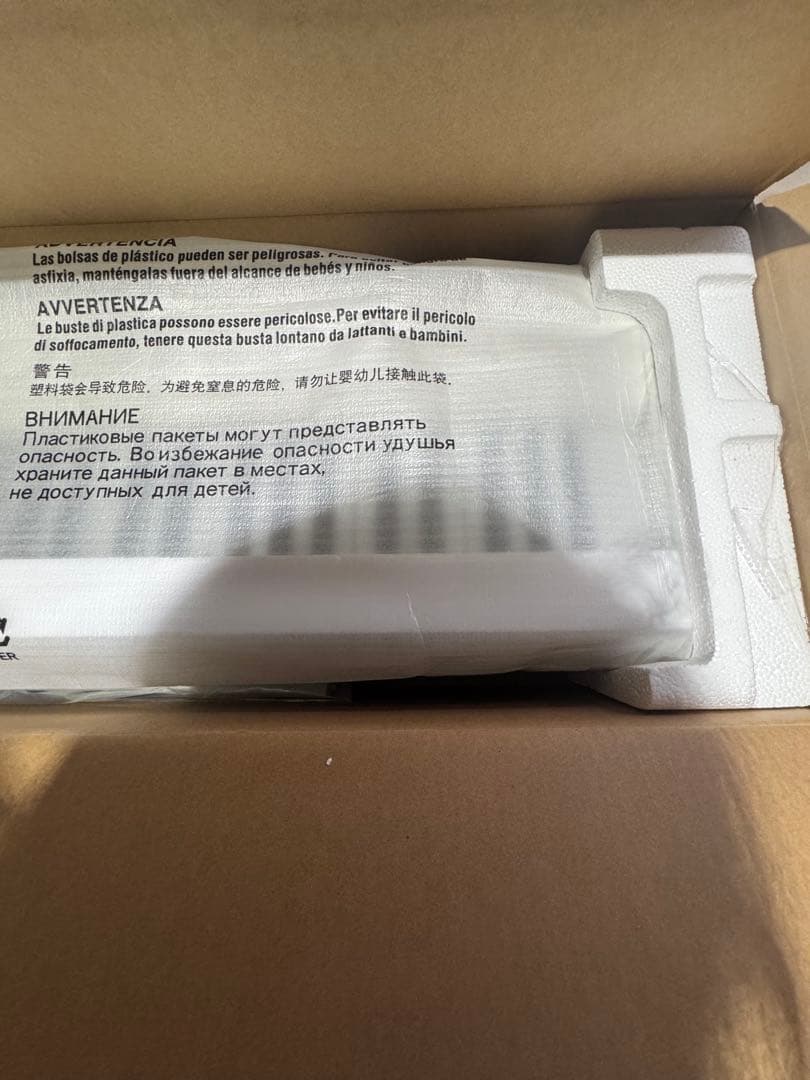 ADVERTENCIA
Las bolsas de plástico pueden ser peligrosas. Para
asfixia, manténgalas fuera del alcance de bebés y niños.
AVVERTENZA
Le buste di plastica possono essere pericolose.Per evitare il pericolo
di soffocamento, tenere questa busta lontano da lattanti e bambini.
警告
塑料袋会导致危险．为避免窒息的危险，请勿让婴幼儿接触此袋．
ВНИМАНИЕ
Пластиковые пакеты могут представлять
опасность. Во избежание опасности удушья
храните данный пакет в местах,
не доступных для детей.
ER